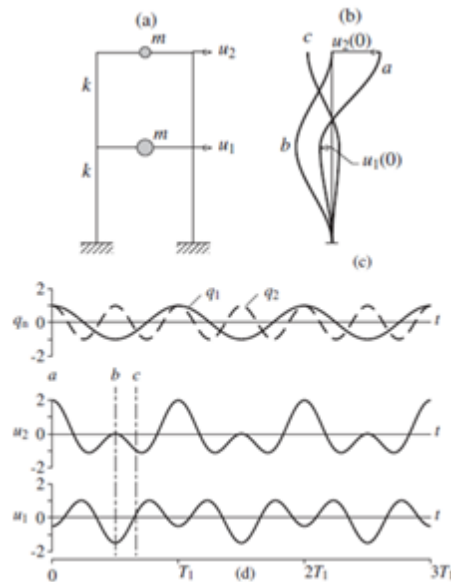 (a)
(b)
m
u₂
c
u₂(0)
a
k
m
u₁
b
u₁(0)
k
(c)
2
q₁
q₂
qₙ
0
t
-2
a
b
c
2
u₂
0
t
-2
2
u₁
0
t
-2
0
T₁
(d)
2T₁
3T₁